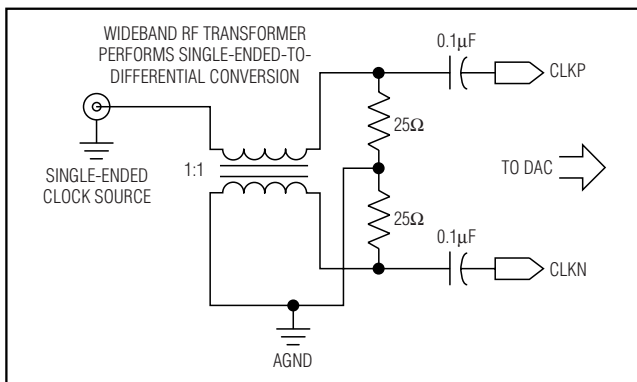 WIDEBAND RF TRANSFORMER
PERFORMS SINGLE-ENDED-TO-
DIFFERENTIAL CONVERSION
0.1μF
CLKP
25Ω
1:1
SINGLE-ENDED
CLOCK SOURCE
TO DAC
25Ω
0.1μF
CLKN
AGND